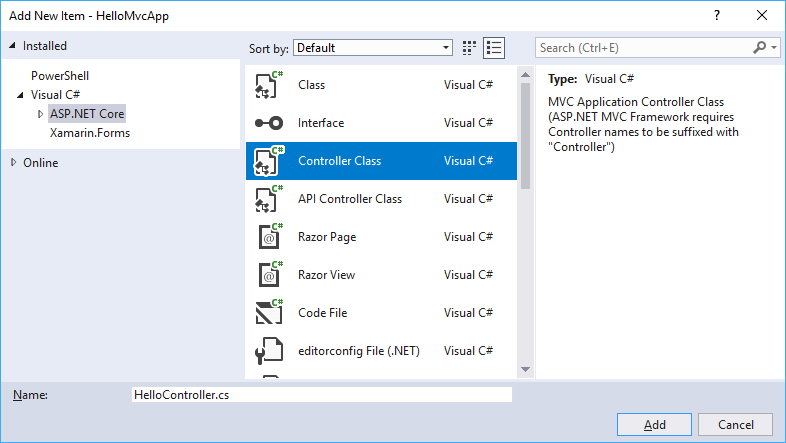 Add New Item - HelloMvcApp
? 
Installed
Sort by: Default
Search (Ctrl+E)
PowerShell
Visual C#
ASP.NET Core
Xamarin.Forms
Online
C# Class Visual C#
Interface Visual C#
C# Controller Class Visual C#
C# API Controller Class Visual C#
C# @ Razor Page Visual C#
C# @ Razor View Visual C#
C# Code File Visual C#
editorconfig File (.NET) Visual C#
Type: Visual C#
MVC Application Controller Class
(ASP.NET MVC Framework requires
Controller names to be suffixed with
"Controller")
Name: HelloController.cs
Add Cancel